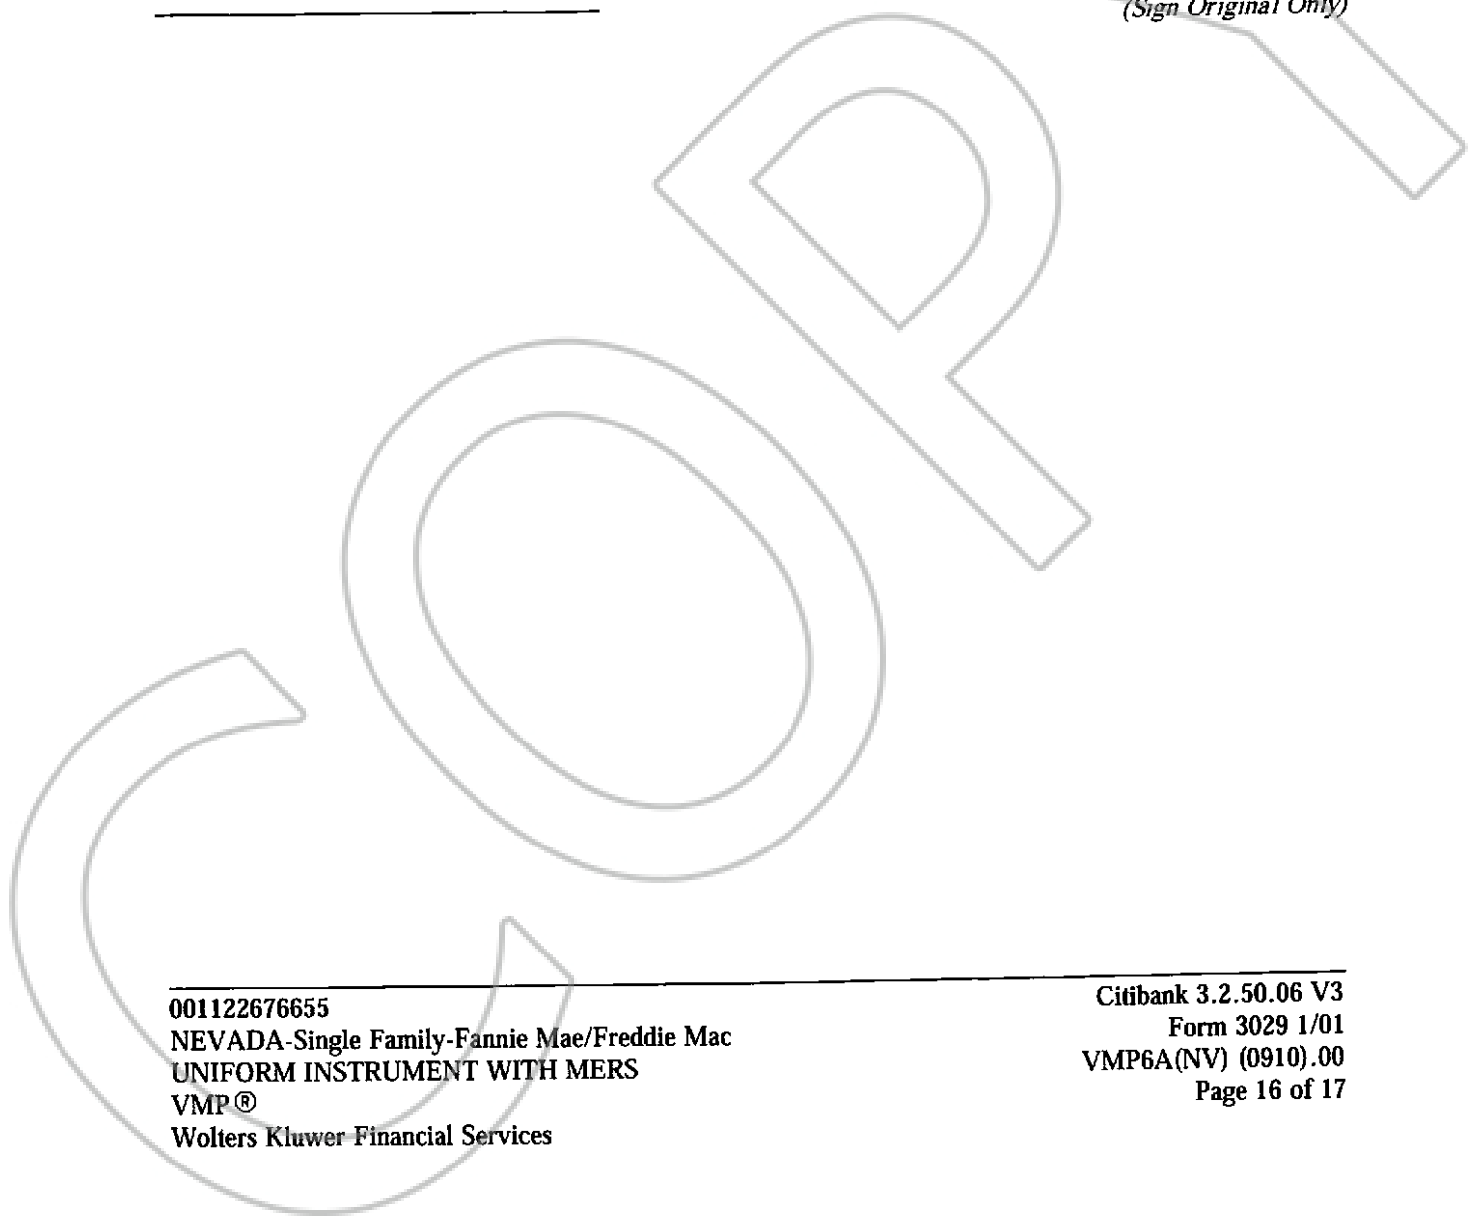 (Sign Original Only)
COPY
001122676655
NEVADA-Single Family-Fannie Mae/Freddie Mac
UNIFORM INSTRUMENT WITH MERS
VMP ®
Wolters Kluwer Financial Services
Citibank 3.2.50.06 V3
Form 3029 1/01
VMP6A(NV) (0910).00
Page 16 of 17